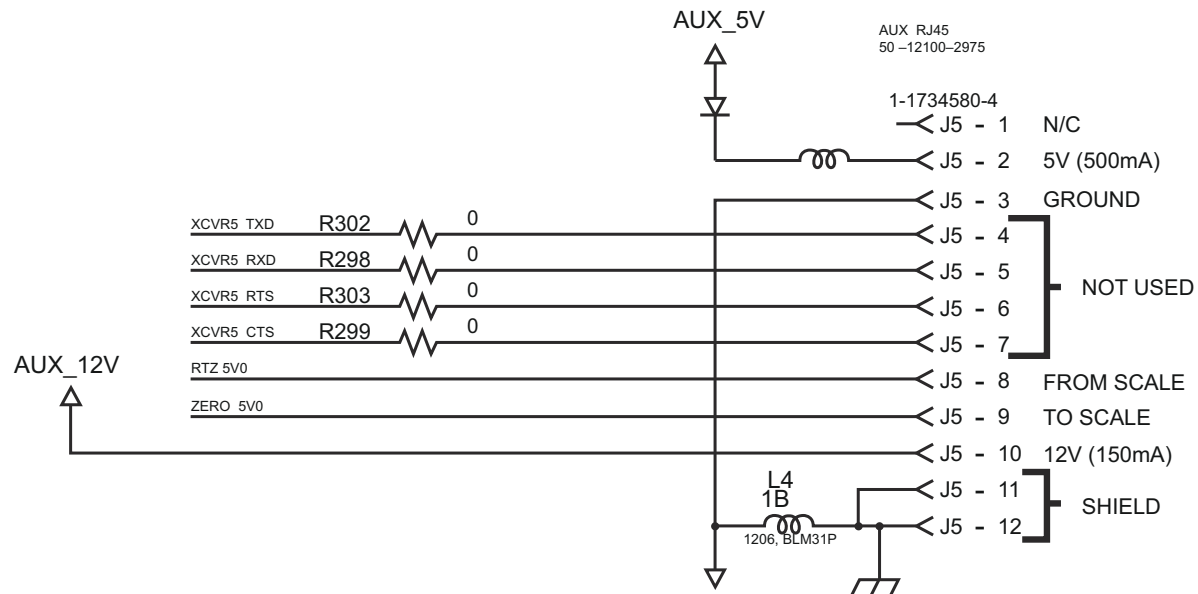 AUX_5V
AUX RJ45
50 –12100–2975
1-1734580-4
J5 - 1 N/C
J5 - 2 5V (500mA)
J5 - 3 GROUND
XCVR5 TXD R302 0 J5 - 4
XCVR5 RXD R298 0 J5 - 5
NOT USED
XCVR5 RTS R303 0 J5 - 6
XCVR5 CTS R299 0 J5 - 7
AUX_12V
RTZ 5V0 J5 - 8 FROM SCALE
ZERO 5V0 J5 - 9 TO SCALE
J5 - 10 12V (150mA)
L4
1B
J5 - 11
SHIELD
J5 - 12
1206, BLM31P